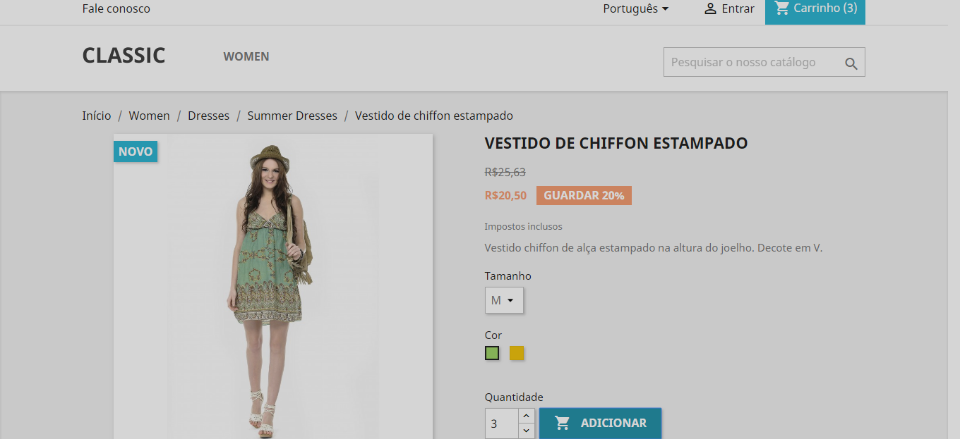 Fale conosco
Português
Entrar
Carrinho (3)
CLASSIC
WOMEN
Pesquisar o nosso catálogo
Início / Women / Dresses / Summer Dresses / Vestido de chiffon estampado
NOVO
VESTIDO DE CHIFFON ESTAMPADO
R$25,63
R$20,50
GUARDAR 20%
Impostos inclusos
Vestido chiffon de alça estampado na altura do joelho. Decote em V.
Tamanho
M
Cor
Quantidade
3
ADICIONAR